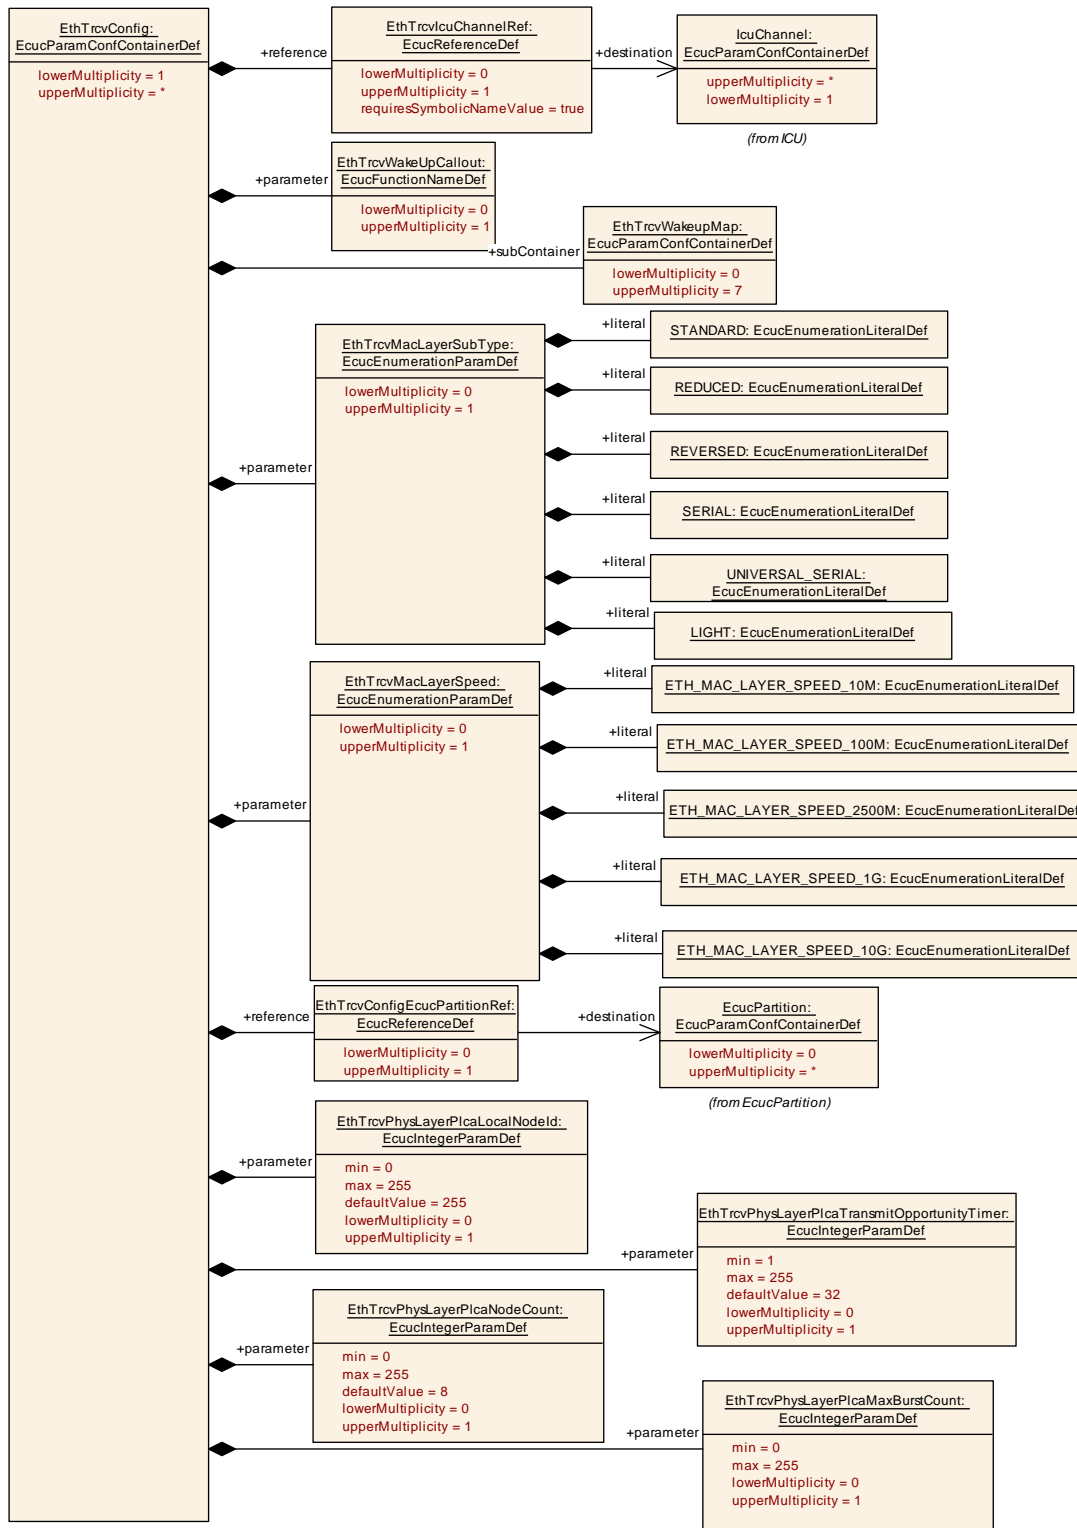 EthTrcvConfig:
EcucParamConfContainerDef
lowerMultiplicity = 1
upperMultiplicity = *
+reference
EthTrcvIcuChannelRef:
EcucReferenceDef
lowerMultiplicity = 0
upperMultiplicity = 1
requiresSymbolicNameValue = true
+destination
IcuChannel:
EcucParamConfContainerDef
upperMultiplicity = *
lowerMultiplicity = 1
(from ICU)
+parameter
EthTrcvWakeUpCallout:
EcucFunctionNameDef
lowerMultiplicity = 0
upperMultiplicity = 1
+subContainer
EthTrcvWakeupMap:
EcucParamConfContainerDef
lowerMultiplicity = 0
upperMultiplicity = 7
+parameter
EthTrcvMacLayerSubType:
EcucEnumerationParamDef
lowerMultiplicity = 0
upperMultiplicity = 1
+literal
STANDARD: EcucEnumerationLiteralDef
+literal
REDUCED: EcucEnumerationLiteralDef
+literal
REVERSED: EcucEnumerationLiteralDef
+literal
SERIAL: EcucEnumerationLiteralDef
+literal
UNIVERSAL_SERIAL:
EcucEnumerationLiteralDef
+literal
LIGHT: EcucEnumerationLiteralDef
+parameter
EthTrcvMacLayerSpeed:
EcucEnumerationParamDef
lowerMultiplicity = 0
upperMultiplicity = 1
+literal
ETH_MAC_LAYER_SPEED_10M: EcucEnumerationLiteralDef
+literal
ETH_MAC_LAYER_SPEED_100M: EcucEnumerationLiteralDef
+literal
ETH_MAC_LAYER_SPEED_2500M: EcucEnumerationLiteralDef
+literal
ETH_MAC_LAYER_SPEED_1G: EcucEnumerationLiteralDef
+literal
ETH_MAC_LAYER_SPEED_10G: EcucEnumerationLiteralDef
+reference
EthTrcvConfigEcucPartitionRef:
EcucReferenceDef
lowerMultiplicity = 0
upperMultiplicity = 1
+destination
EcucPartition:
EcucParamConfContainerDef
lowerMultiplicity = 0
upperMultiplicity = *
(from EcucPartition)
+parameter
EthTrcvPhysLayerPlcaLocalNodeId:
EcucIntegerParamDef
min = 0
max = 255
defaultValue = 255
lowerMultiplicity = 0
upperMultiplicity = 1
+parameter
EthTrcvPhysLayerPlcaTransmitOpportunityTimer:
EcucIntegerParamDef
min = 1
max = 255
defaultValue = 32
lowerMultiplicity = 0
upperMultiplicity = 1
+parameter
EthTrcvPhysLayerPlcaNodeCount:
EcucIntegerParamDef
min = 0
max = 255
defaultValue = 8
lowerMultiplicity = 0
upperMultiplicity = 1
+parameter
EthTrcvPhysLayerPlcaMaxBurstCount:
EcucIntegerParamDef
min = 0
max = 255
lowerMultiplicity = 0
upperMultiplicity = 1